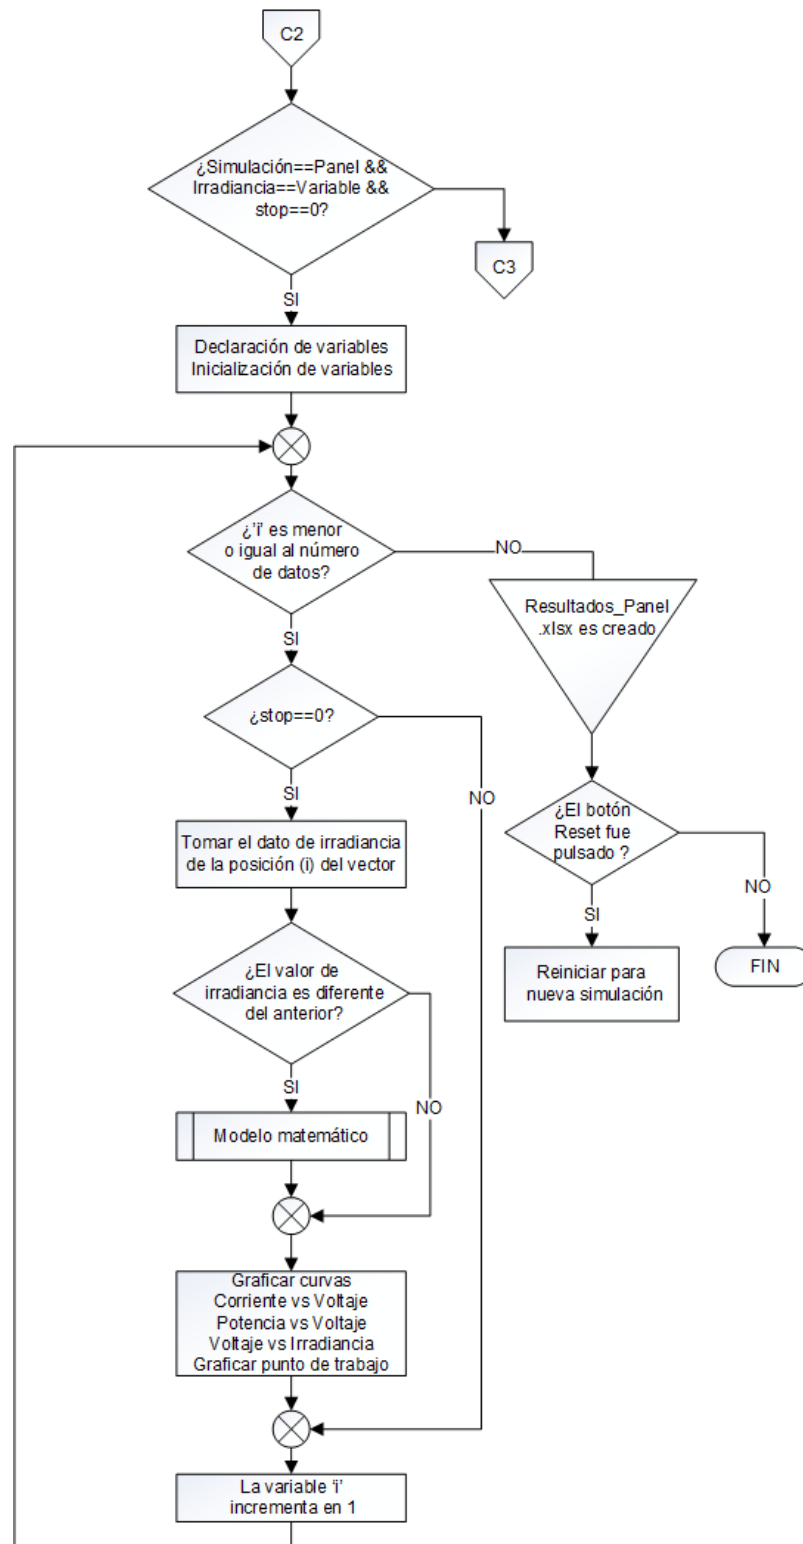 C2
¿Simulación==Panel &&
Irradiancia==Variable &&
stop==0?
C3
SI
Declaración de variables
Inicialización de variables
¿'i' es menor
o igual al número
de datos?
NO
Resultados_Panel
.xlsx es creado
SI
¿stop==0?
NO
SI
¿El botón
Reset fue
pulsado ?
Tomar el dato de irradiancia
de la posición (i) del vector
NO
SI
¿El valor de
irradiancia es diferente
del anterior?
Reiniciar para
nueva simulación
FIN
SI
NO
Modelo matemático
Graficar curvas
Corriente vs Voltaje
Potencia vs Voltaje
Voltaje vs Irradiancia
Graficar punto de trabajo
La variable 'i'
incrementa en 1